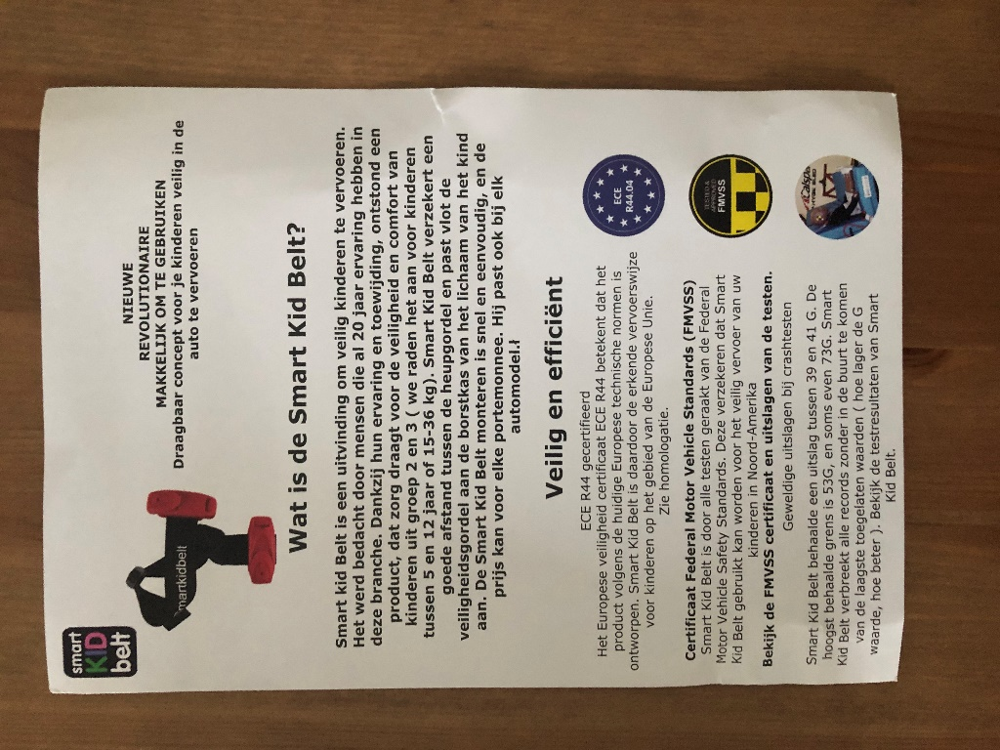 smart
KID
belt
smartkidbelt
NIEUWE
REVOLUTIONAIRE
MAKKELIJK OM TE GEBRUIKEN
Draagbaar concept voor je kinderen veilig in de
auto te vervoeren
Wat is de Smart Kid Belt?
Smart kid Belt is een uitvinding om veilig kinderen te vervoeren.
Het werd bedacht door mensen die al 20 jaar ervaring hebben in
deze branche. Dankzij hun ervaring en toewijding, ontstond een
product, dat zorg draagt voor de veiligheid en comfort van
kinderen uit groep 2 en 3 ( we raden het aan voor kinderen
tussen 5 en 12 jaar of 15-36 kg). Smart Kid Belt verzekert een
goede afstand tussen de heupgordel en past vlot de
veiligheidsgordel aan de borstkas van het lichaam van het kind
aan. De Smart Kid Belt monteren is snel en eenvoudig, en de
prijs kan voor elke portemonnee. Hij past ook bij elk
automodel.ł
Veilig en efficiënt
ECE R44 gecertifieerd
Het Europese veiligheid certificaat ECE R44 betekent dat het
product volgens de huidige Europese technische normen is
ontworpen. Smart Kid Belt is daardoor de erkende vervoerswijze
voor kinderen op het gebied van de Europese Unie.
Zie homologatie.
ECE
R44.04
Certificaat Federal Motor Vehicle Standards (FMVSS)
Smart Kid Belt is door alle testen geraakt van de Federal
Motor Vehicle Safety Standards. Deze verzekeren dat Smart
Kid Belt gebruikt kan worden voor het veilig vervoer van uw
kinderen in Noord-Amerika
Bekijk de FMVSS certificaat en uitslagen van de testen.
TESTED &
APPROVED
FMVSS
Geweldige uitslagen bij crashtesten
Smart Kid Belt behaalde een uitslag tussen 39 en 41 G. De
hoogst behaalde grens is 53G, en soms even 73G. Smart
Kid Belt verbreekt alle records zonder in de buurt te komen
van de laagste toegelaten waarden ( hoe lager de G
waarde, hoe beter ). Bekijk de testresultaten van Smart
Kid Belt.